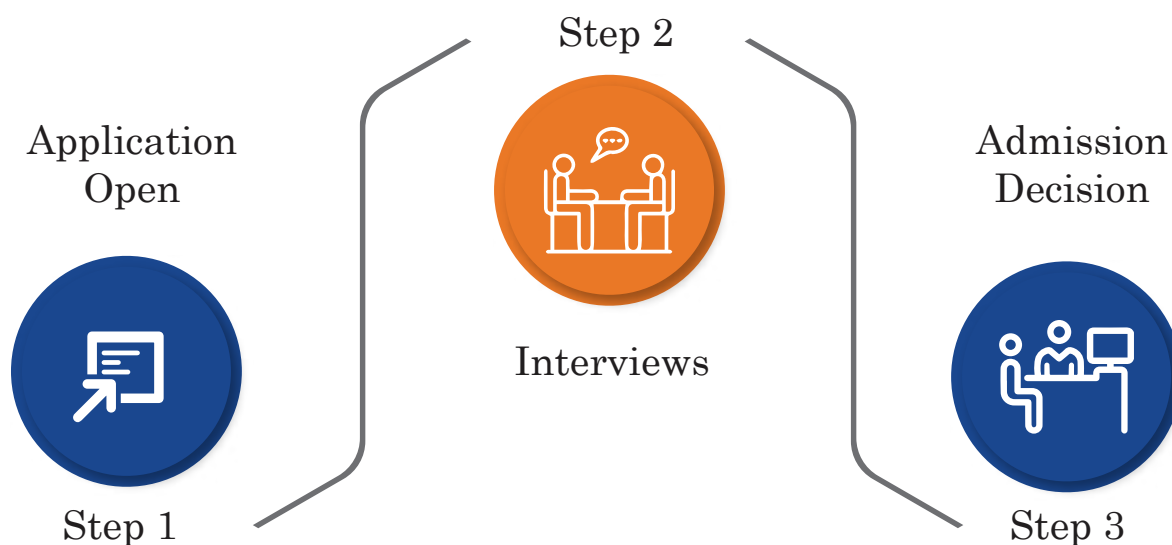 Application
Open
Step 1
Step 2
Interviews
Admission
Decision
Step 3